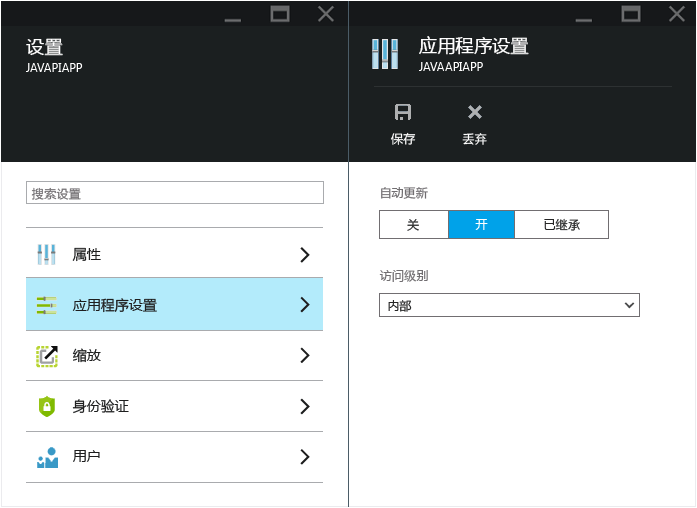 设置
JAVAPIAPP
搜索设置
属性
应用程序设置
缩放
身份验证
用户
应用程序设置
JAVAAPIAPP
保存
丢弃
自动更新
关 开 已继承
访问级别
内部